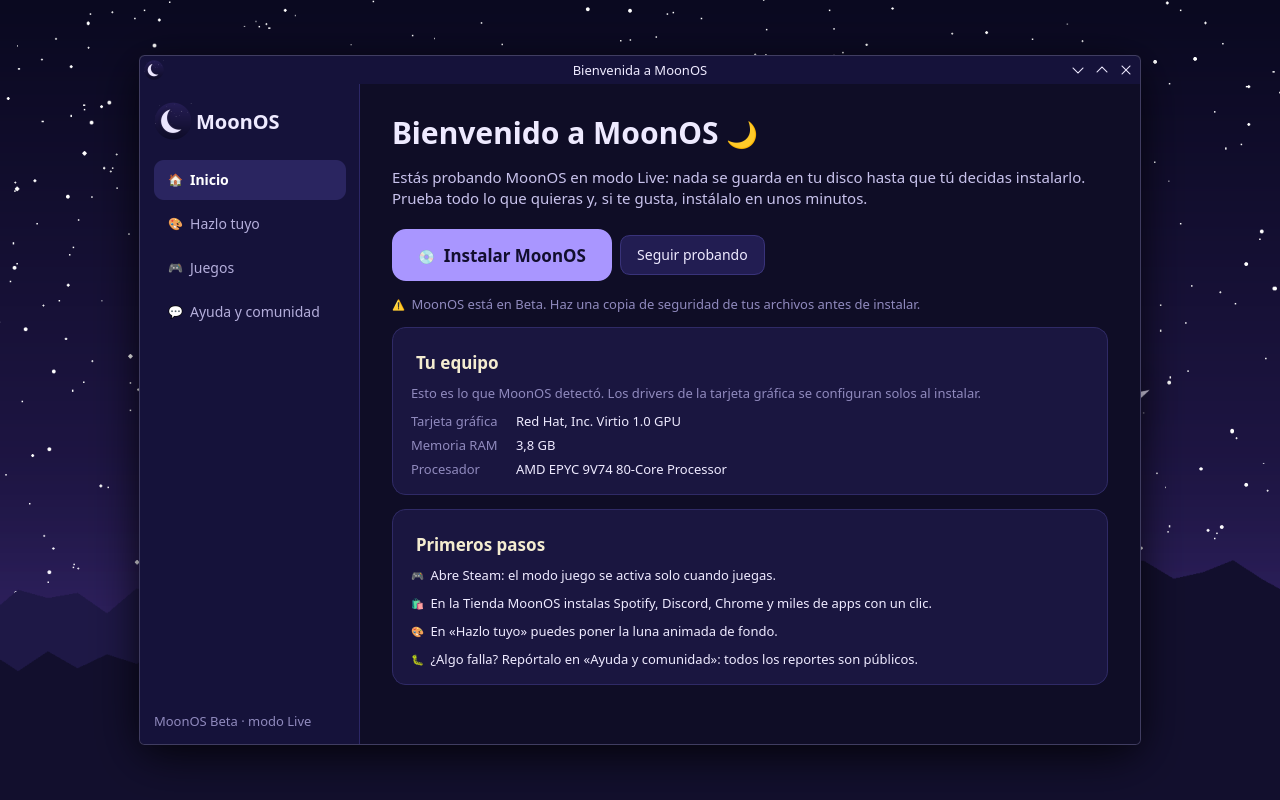 Bienvenida a MoonOS
MoonOS
Inicio
Hazlo tuyo
Juegos
Ayuda y comunidad
MoonOS Beta · modo Live
Bienvenido a MoonOS
Estás probando MoonOS en modo Live: nada se guarda en tu disco hasta que tú decidas instalarlo.
Prueba todo lo que quieras y, si te gusta, instálalo en unos minutos.
Instalar MoonOS
Seguir probando
MoonOS está en Beta. Haz una copia de seguridad de tus archivos antes de instalar.
Tu equipo
Esto es lo que MoonOS detectó. Los drivers de la tarjeta gráfica se configuran solos al instalar.
Tarjeta gráfica Red Hat, Inc. Virtio 1.0 GPU
Memoria RAM 3,8 GB
Procesador AMD EPYC 9V74 80-Core Processor
Primeros pasos
Abre Steam: el modo juego se activa solo cuando juegas.
En la Tienda MoonOS instalas Spotify, Discord, Chrome y miles de apps con un clic.
En «Hazlo tuyo» puedes poner la luna animada de fondo.
¿Algo falla? Repórtalo en «Ayuda y comunidad»: todos los reportes son públicos.